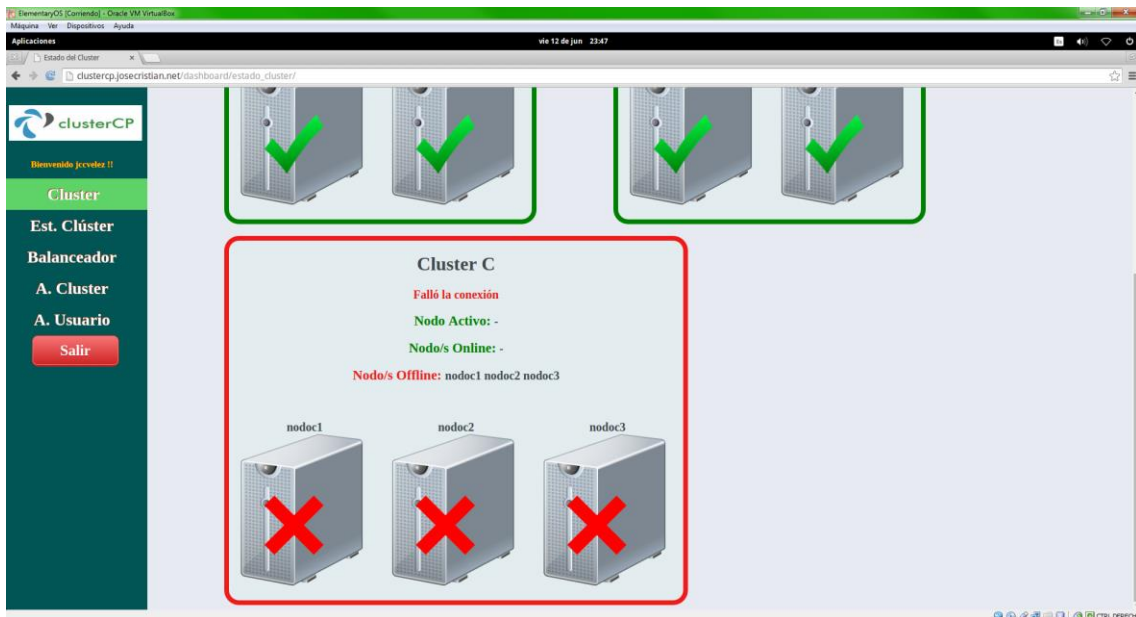 ElementaryOS [Corriendo] - Oracle VM VirtualBox
Máquina Ver Dispositivos Ayuda
Aplicaciones
vie 12 de jun 23:47
Estado del Cluster
clustercp.josecristian.net/dashboard/estado_cluster/
clusterCP
Bienvenido jccvelez !!
Cluster
Est. Clúster
Balanceador
A. Cluster
A. Usuario
Salir
Cluster C
Falló la conexión
Nodo Activo: -
Nodo/s Online: -
Nodo/s Offline: nodoc1 nodoc2 nodoc3
nodoc1
nodoc2
nodoc3
CTRL DERECHA